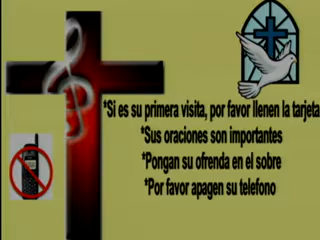 *Si es su primera visita, por favor llenen la tarjeta
*Sus oraciones son importantes
*Pongan su ofrenda en el sobre
*Por favor apagen su telefono